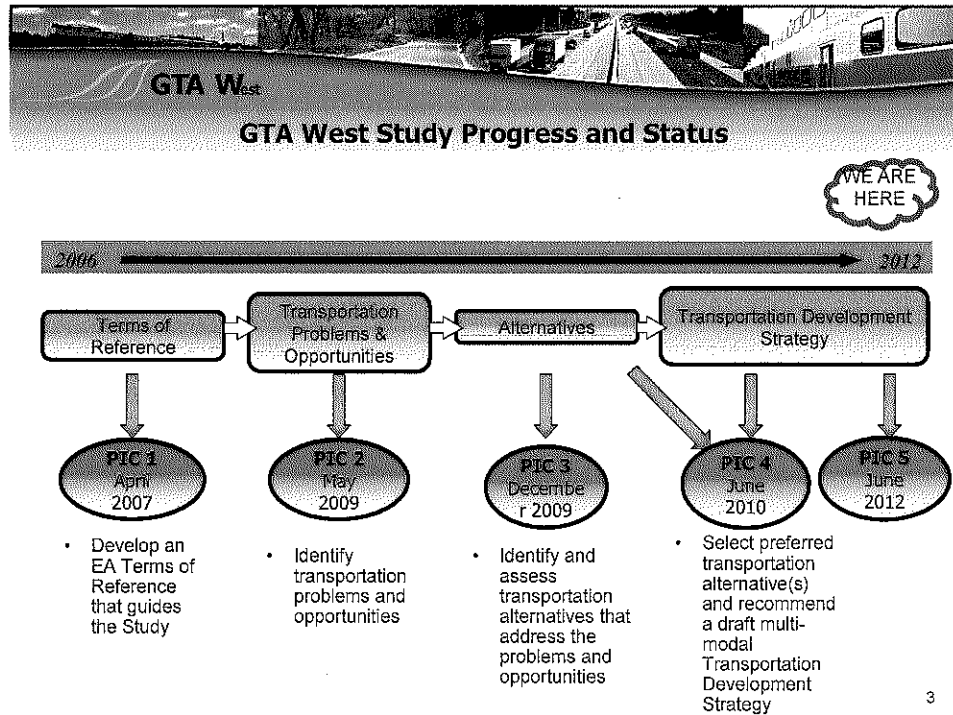 GTA West
GTA West Study Progress and Status
WE ARE
HERE
2006
2012
Terms of
Reference
Transportation
Problems &
Opportunities
Alternatives
Transportation Development
Strategy
PIC 1
April
2007
PIC 2
May
2009
PIC 3
Decembe
r 2009
PIC 4
June
2010
PIC 5
June
2012
• Develop an
EA Terms of
Reference
that guides
the Study
• Identify
transportation
problems and
opportunities
• Identify and
assess
transportation
alternatives that
address the
problems and
opportunities
• Select preferred
transportation
alternative(s)
and recommend
a draft multi-
modal
Transportation
Development
Strategy
3